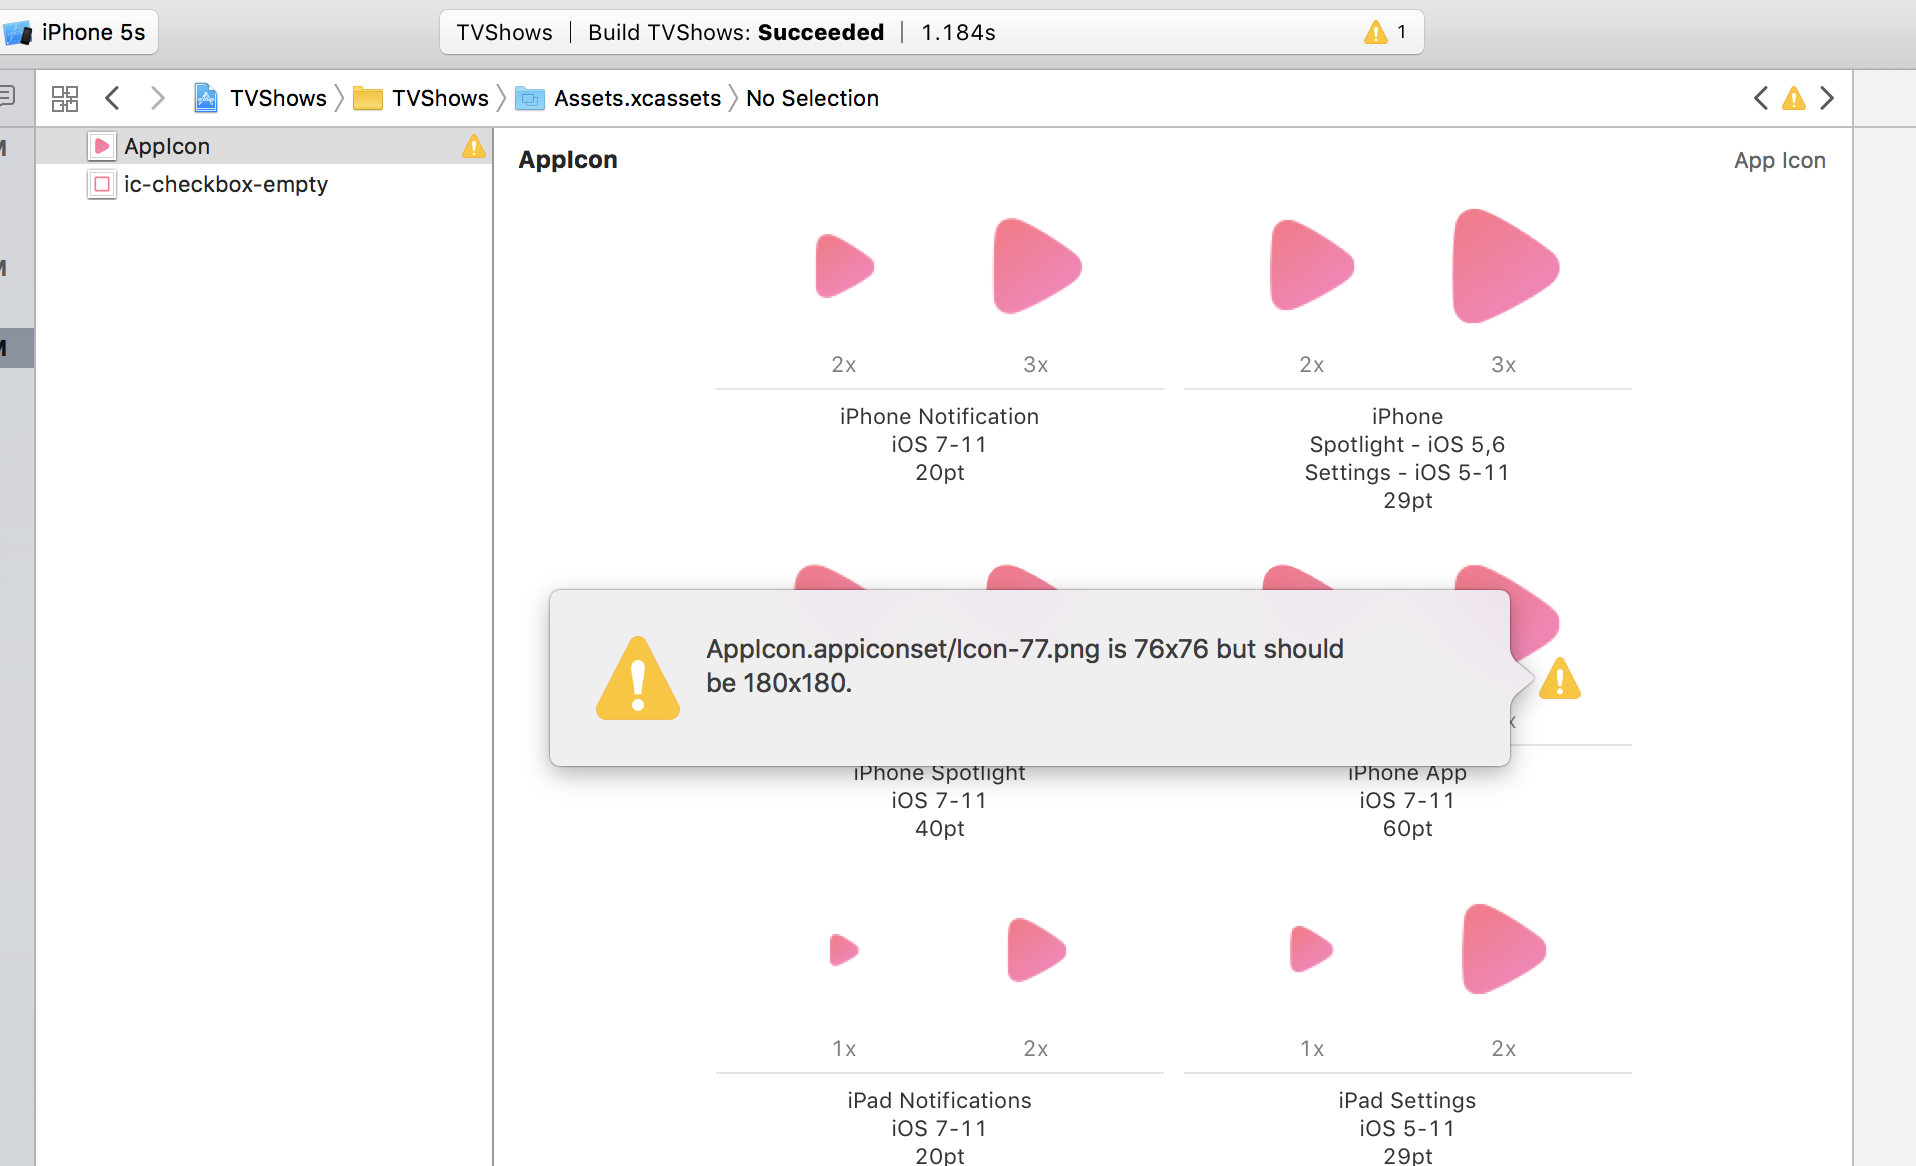 iPhone 5s
TVShows | Build TVShows: Succeeded | 1.184s
1
TVShows
TVShows
Assets.xcassets
No Selection
AppIcon
ic-checkbox-empty
AppIcon
App Icon
2x
3x
2x
3x
iPhone Notification
iOS 7-11
20pt
iPhone
Spotlight - iOS 5,6
Settings - iOS 5-11
29pt
AppIcon.appiconset/Icon-77.png is 76x76 but should
be 180x180.
iPhone Spotlight
iOS 7-11
40pt
iPhone App
iOS 7-11
60pt
1x
2x
1x
2x
iPad Notifications
iOS 7-11
20pt
iPad Settings
iOS 5-11
29pt